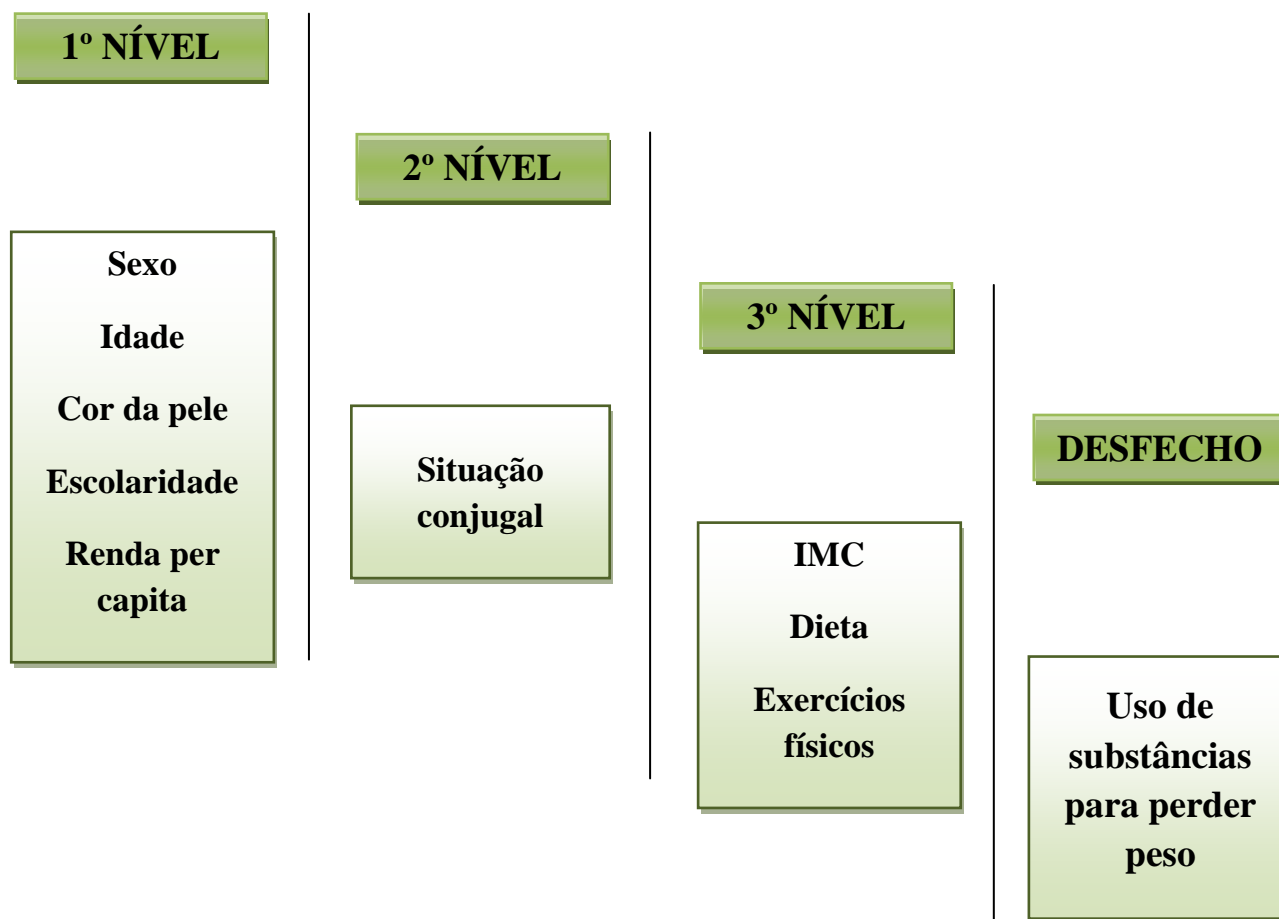 1º NÍVEL
Sexo
Idade
Cor da pele
Escolaridade
Renda per
capita
2º NÍVEL
Situação
conjugal
3º NÍVEL
IMC
Dieta
Exercícios
físicos
DESFECHO
Uso de
substâncias
para perder
peso